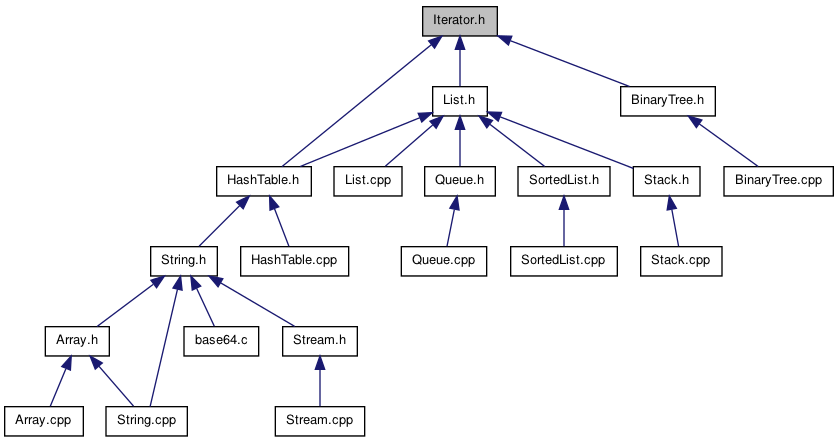 Iterator.h
List.h
BinaryTree.h
HashTable.h
List.cpp
Queue.h
SortedList.h
Stack.h
BinaryTree.cpp
String.h
HashTable.cpp
Queue.cpp
SortedList.cpp
Stack.cpp
Array.h
base64.c
Stream.h
Array.cpp
String.cpp
Stream.cpp